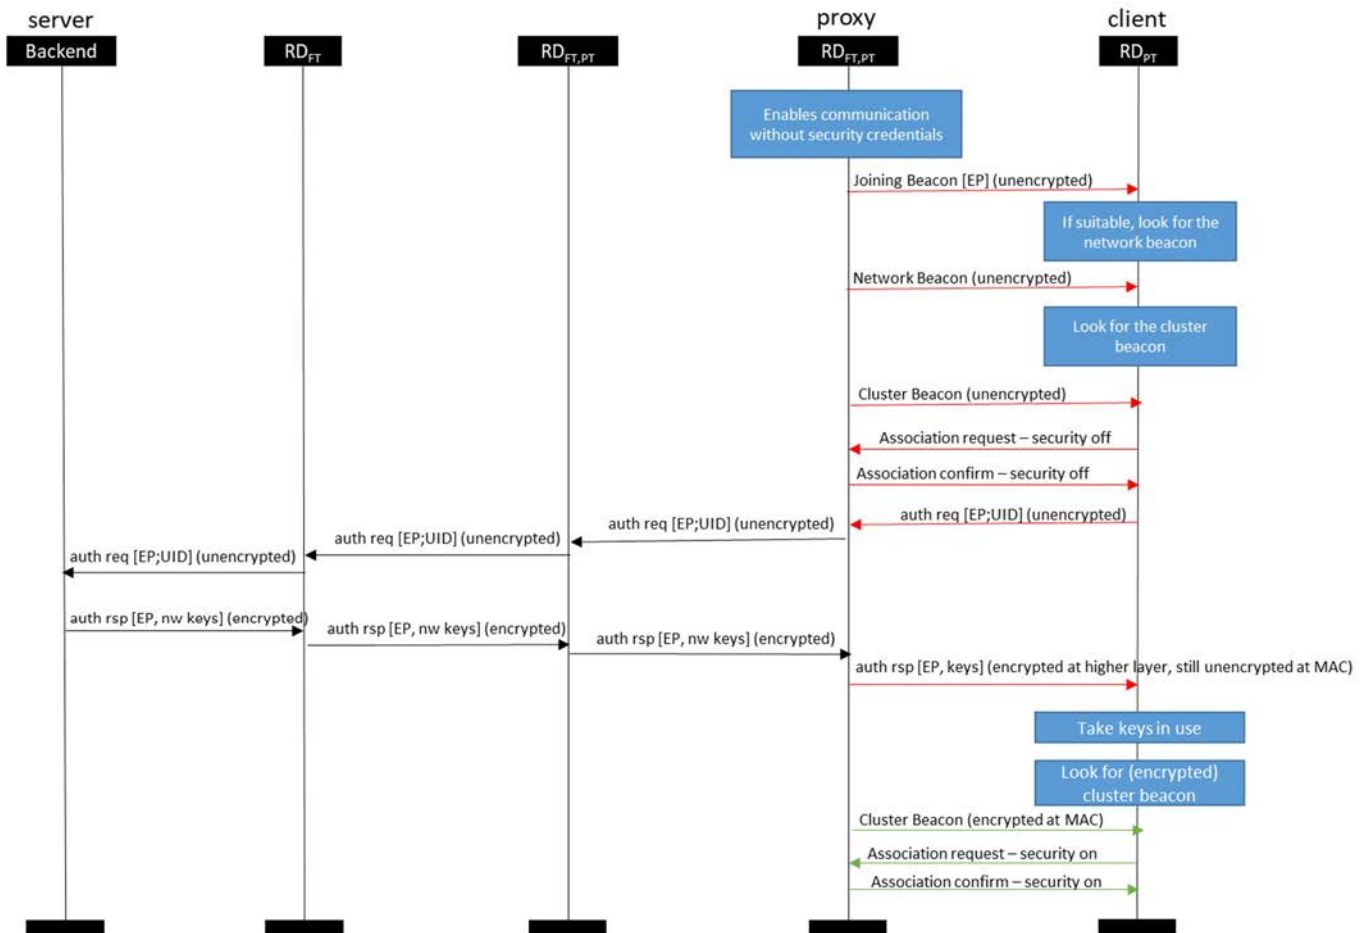 server
proxy
client
Backend
RD_FT
RD_FT,PT
RD_FT,PT
RD_PT
Enables communication
without security credentials
Joining Beacon [EP] (unencrypted)
If suitable, look for the
network beacon
Network Beacon (unencrypted)
Look for the cluster
beacon
Cluster Beacon (unencrypted)
Association request – security off
Association confirm – security off
auth req [EP;UID] (unencrypted)
auth req [EP;UID] (unencrypted)
auth req [EP;UID] (unencrypted)
auth req [EP;UID] (unencrypted)
auth rsp [EP, nw keys] (encrypted)
auth rsp [EP, nw keys] (encrypted)
auth rsp [EP, nw keys] (encrypted)
auth rsp [EP, keys] (encrypted at higher layer, still unencrypted at MAC)
Take keys in use
Look for (encrypted)
cluster beacon
Cluster Beacon (encrypted at MAC)
Association request – security on
Association confirm – security on